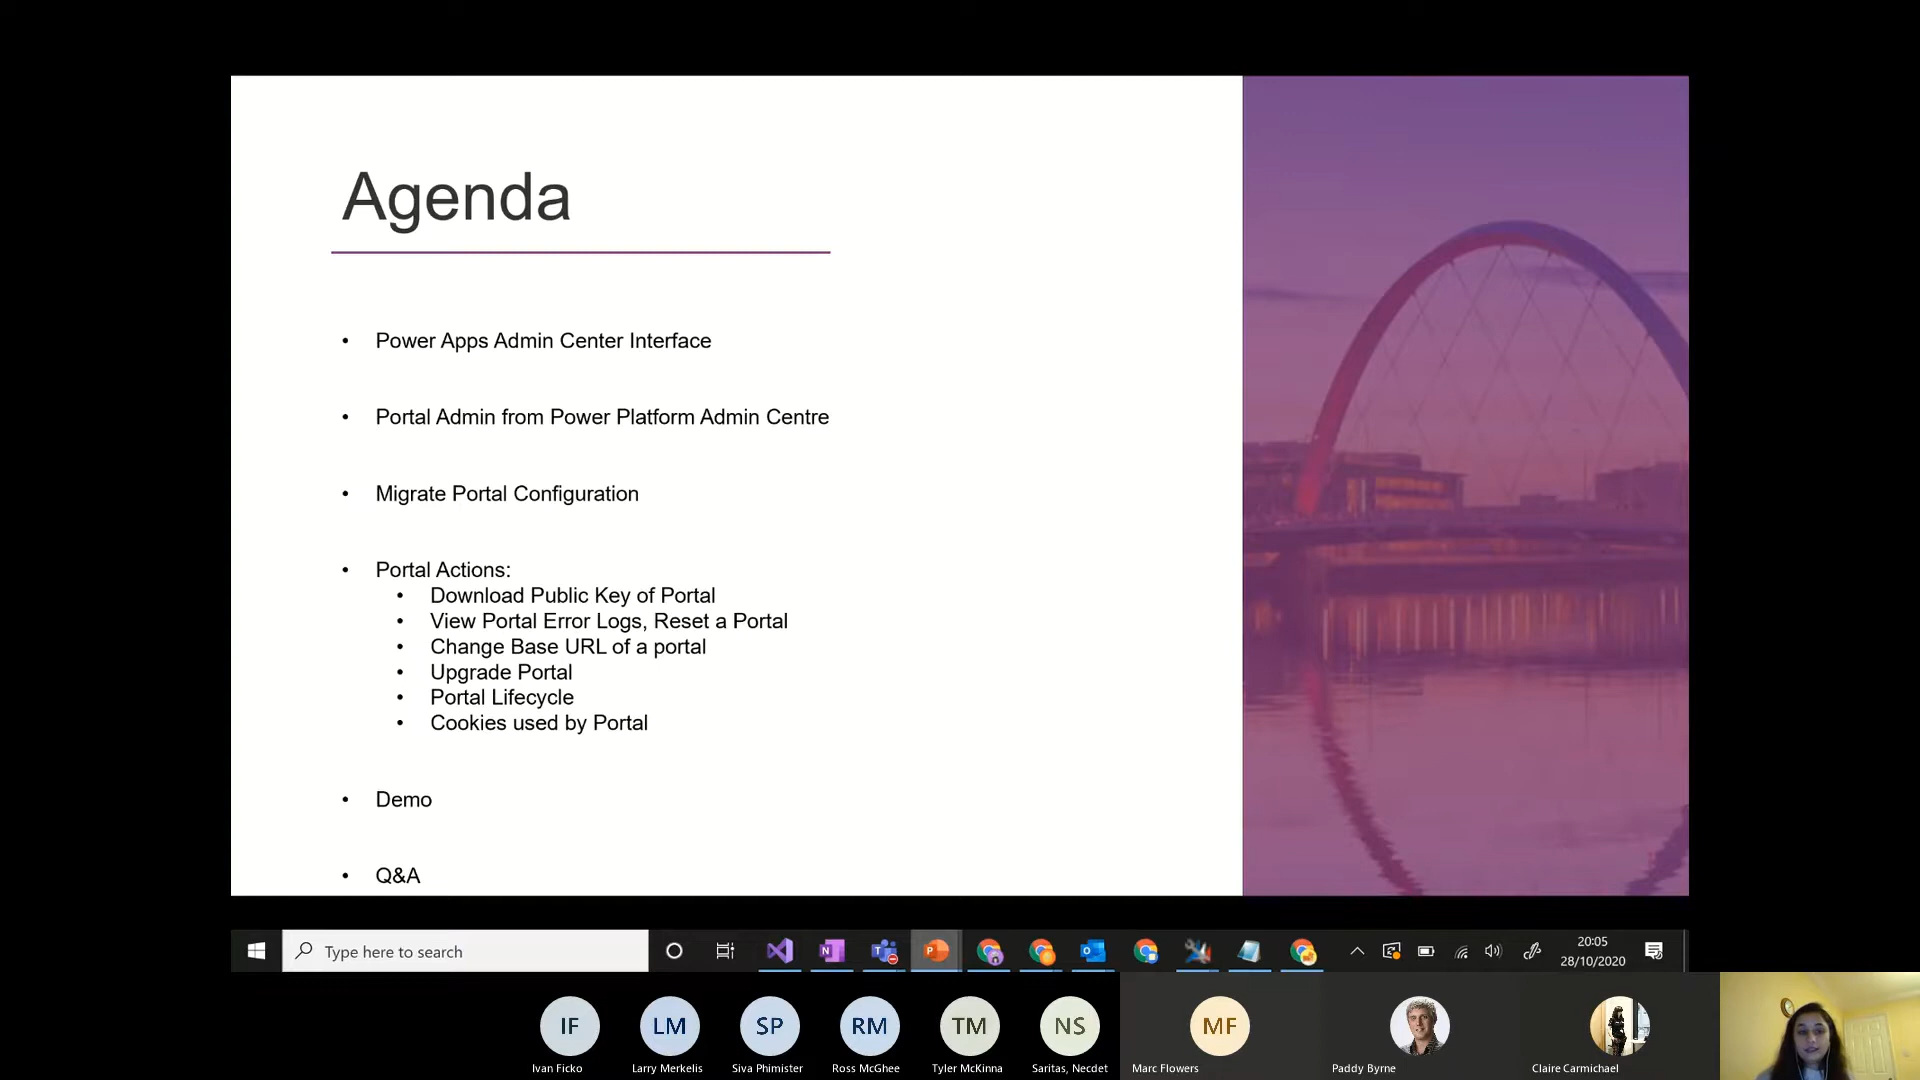 Agenda
• Power Apps Admin Center Interface
• Portal Admin from Power Platform Admin Centre
• Migrate Portal Configuration
• Portal Actions:
• Download Public Key of Portal
• View Portal Error Logs, Reset a Portal
• Change Base URL of a portal
• Upgrade Portal
• Portal Lifecycle
• Cookies used by Portal
• Demo
• Q&A
Type here to search
20:05
28/10/2020
IF
LM
SP
RM
TM
NS
MF
Ivan Ficko
Larry Merkelis
Siva Phimister
Ross McGhee
Tyler McKinna
Saritas, Necdet
Marc Flowers
Paddy Byrne
Claire Carmichael